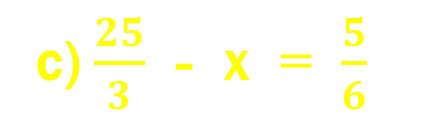 c) 25/3 - x = 5/6